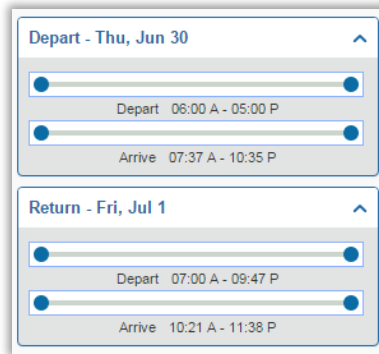 Depart - Thu, Jun 30
Depart 06:00 A - 05:00 P
Arrive 07:37 A - 10:35 P
Return - Fri, Jul 1
Depart 07:00 A - 09:47 P
Arrive 10:21 A - 11:38 P